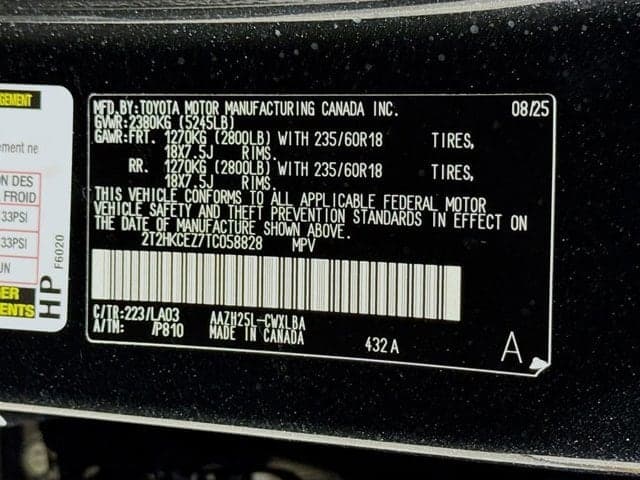 MFD.BY:TOYOTA MOTOR MANUFACTURING CANADA INC. 08/25
GVWR:2380KG (5245LB)
GAWR:FRT. 1270KG (2800LB) WITH 235/60R18 TIRES,
18X7.5J RIMS.
RR. 1270KG (2800LB) WITH 235/60R18 TIRES,
18X7.5J RIMS.
THIS VEHICLE CONFORMS TO ALL APPLICABLE FEDERAL MOTOR
VEHICLE SAFETY AND THEFT PREVENTION STANDARDS IN EFFECT ON
THE DATE OF MANUFACTURE SHOWN ABOVE.
2T2HKCEZ7TC058828 MPV
C/TR:223/LA03 AAZH25L-CWXLBA
A/TM: /P810 MADE IN CANADA 432A
A
ement ne
ON DES
FROID
33PSI
33PSI
UN
HP
F6020